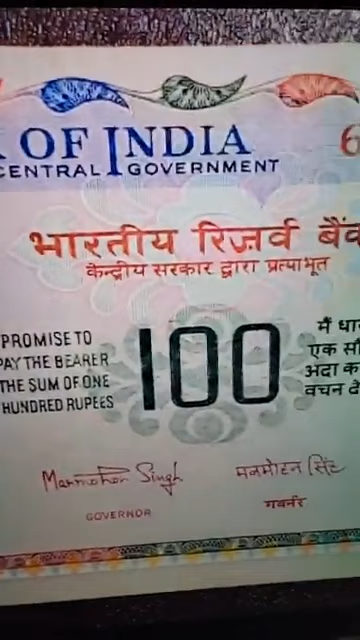 OF INDIA
CENTRAL GOVERNMENT
भारतीय रिज़र्व बैंक
केन्द्रीय सरकार द्वारा प्रत्याभूत
PROMISE TO
PAY THE BEARER
THE SUM OF ONE
HUNDRED RUPEES
100
मैं धा
एक सौ
अदा क
वचन दे
Manmohan Singh
मनमोहन सिंह
GOVERNOR
गवर्नर